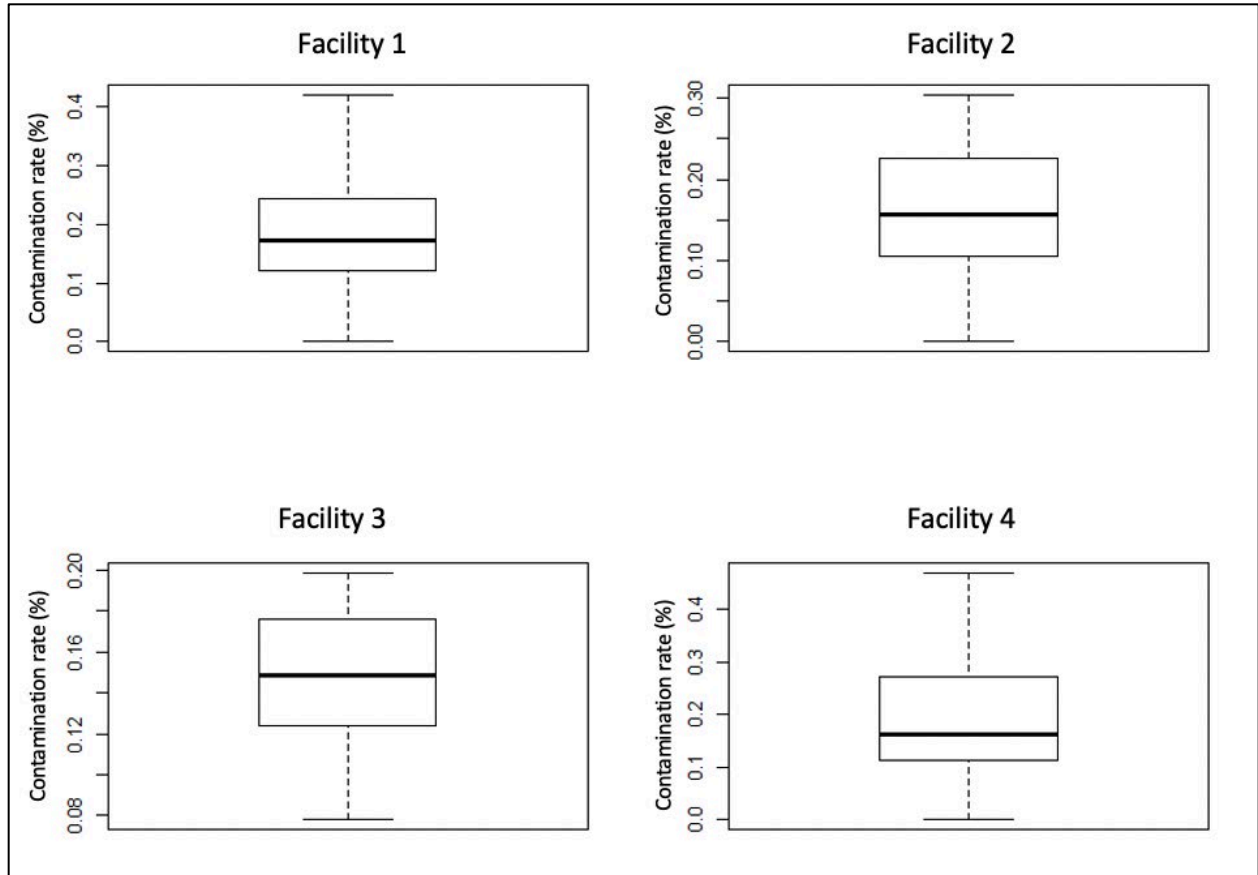 Facility 1
Contamination rate (%)
0.4
0.3
0.2
0.1
0.0
Facility 2
Contamination rate (%)
0.30
0.20
0.10
0.00
Facility 3
Contamination rate (%)
0.20
0.16
0.12
0.08
Facility 4
Contamination rate (%)
0.4
0.3
0.2
0.1
0.0